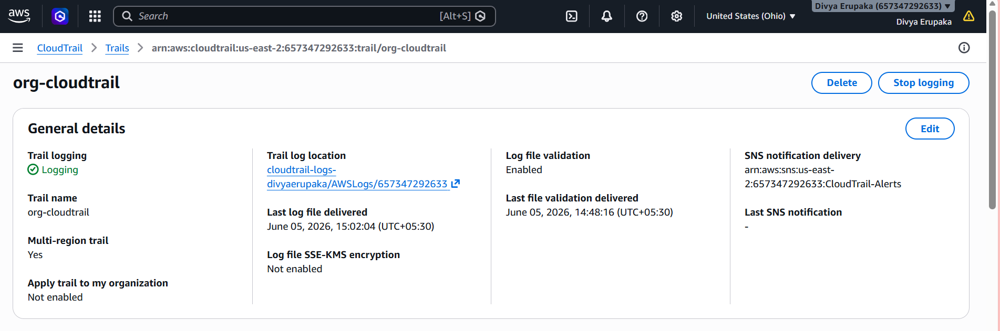 aws
Search
[Alt+S]
United States (Ohio)
Divya Erupaka (657347292633)
Divya Erupaka
CloudTrail
Trails
arn:aws:cloudtrail:us-east-2:657347292633:trail/org-cloudtrail
org-cloudtrail
Delete
Stop logging
General details
Edit
Trail logging
Logging
Trail name
org-cloudtrail
Multi-region trail
Yes
Apply trail to my organization
Not enabled
Trail log location
cloudtrail-logs-
divyaerupaka/AWSLogs/657347292633
Last log file delivered
June 05, 2026, 15:02:04 (UTC+05:30)
Log file SSE-KMS encryption
Not enabled
Log file validation
Enabled
Last file validation delivered
June 05, 2026, 14:48:16 (UTC+05:30)
SNS notification delivery
arn:aws:sns:us-east-
2:657347292633:CloudTrail-Alerts
Last SNS notification
-